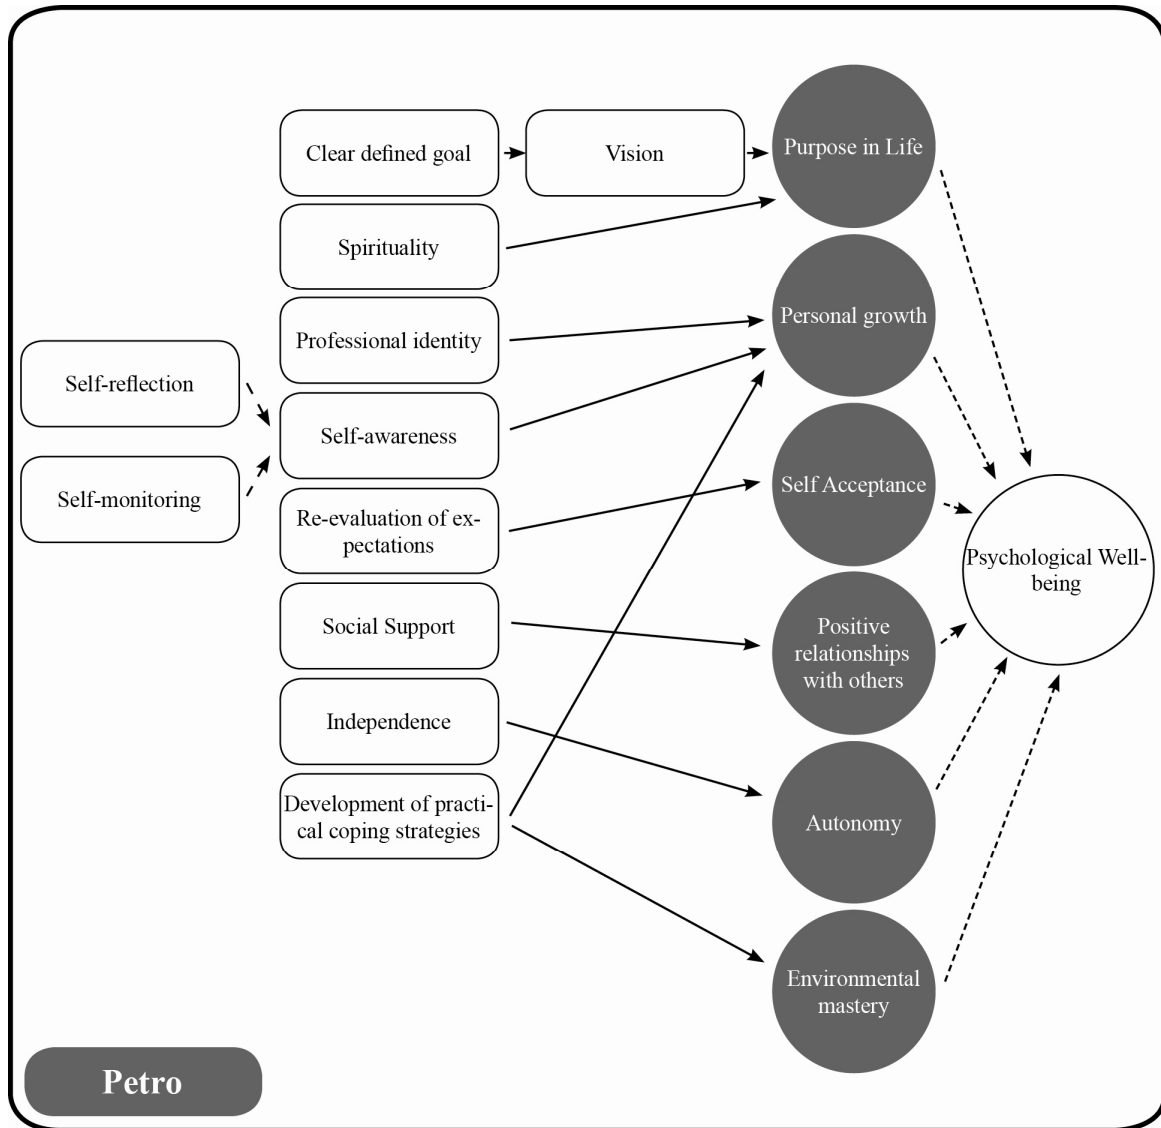 Clear defined goal
Vision
Purpose in Life
Spirituality
Professional identity
Personal growth
Self-reflection
Self-awareness
Self-monitoring
Re-evaluation of ex-
pectations
Self Acceptance
Psychological Well-
being
Social Support
Positive
relationships
with others
Independence
Development of practi-
cal coping strategies
Autonomy
Environmental
mastery
Petro